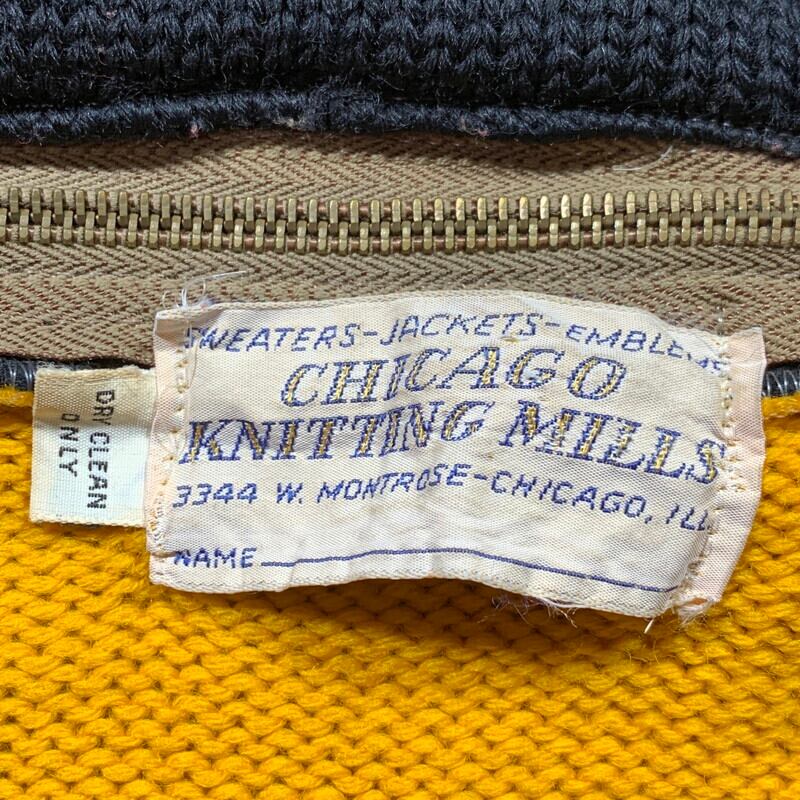 SWEATERS-JACKETS-EMBLEMS
CHICAGO
KNITTING MILLS
3344 W. MONTROSE-CHICAGO, ILL.
NAME
DRY CLEAN
ONLY